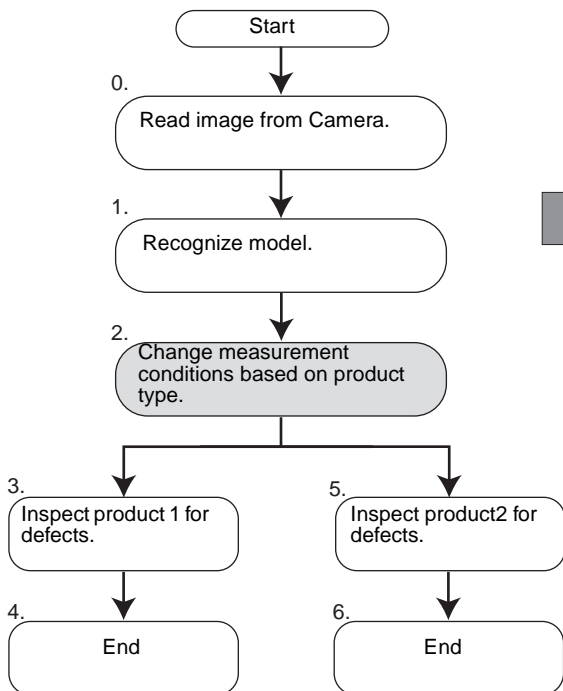 Start
0.
Read image from Camera.
1.
Recognize model.
2.
Change measurement
conditions based on product
type.
3.
Inspect product 1 for
defects.
5.
Inspect product2 for
defects.
4.
End
6.
End